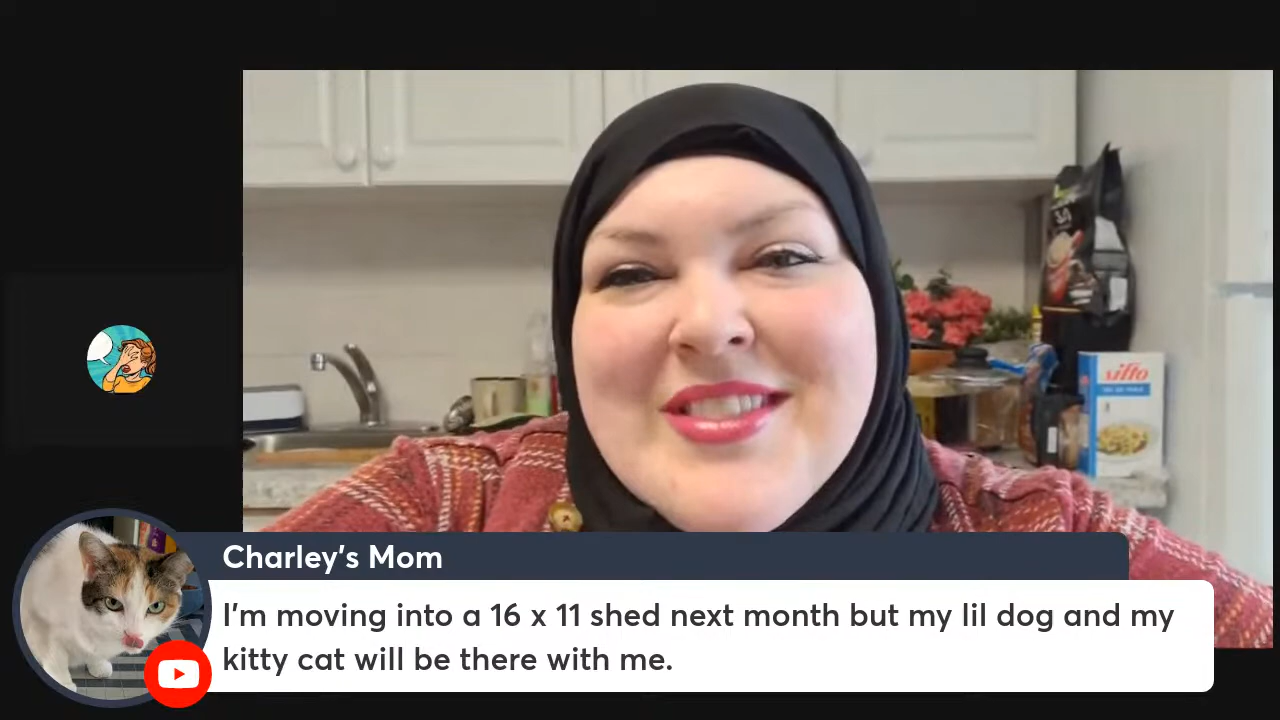 sifto
Charley's Mom
I'm moving into a 16 x 11 shed next month but my lil dog and my
kitty cat will be there with me.